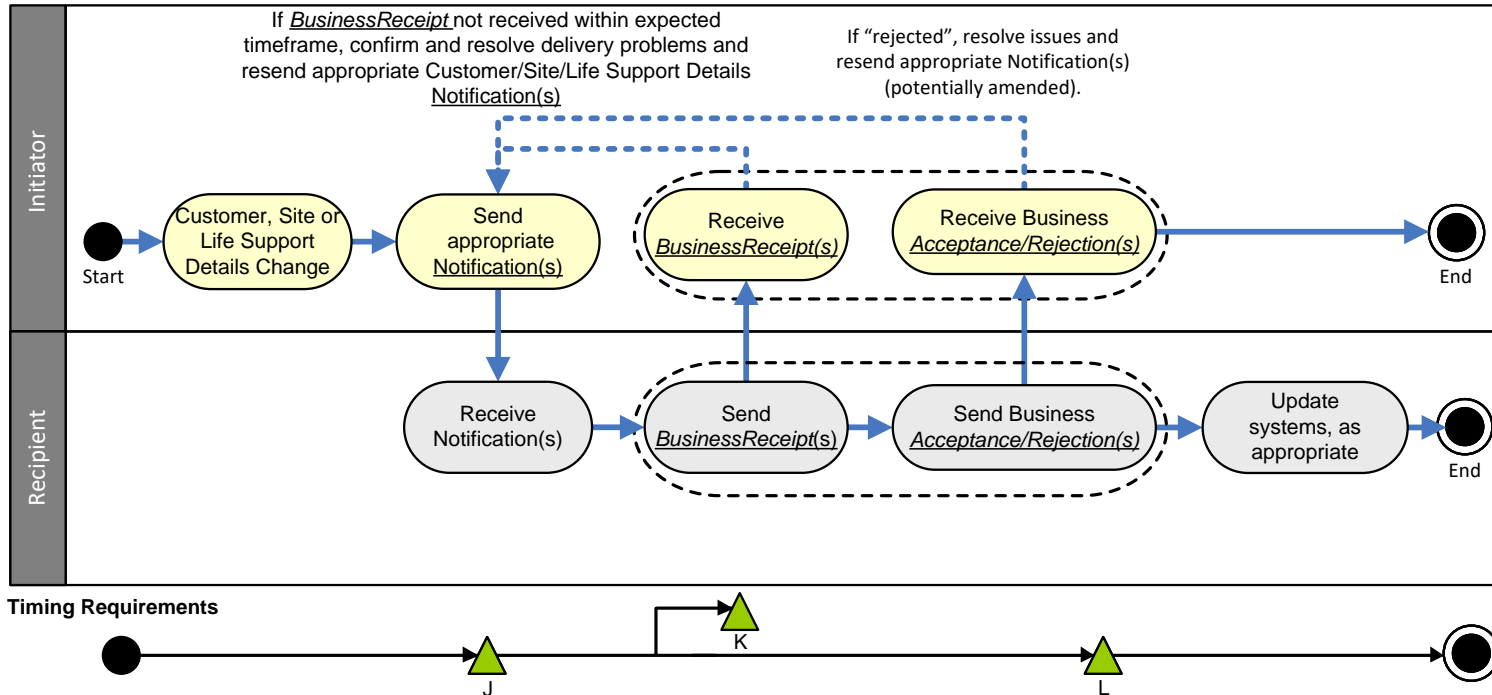 If BusinessReceipt not received within expected
timeframe, confirm and resolve delivery problems and
resend appropriate Customer/Site/Life Support Details
Notification(s)
If “rejected”, resolve issues and
resend appropriate Notification(s)
(potentially amended).
Initiator
Start
Customer, Site or
Life Support
Details Change
Send
appropriate
Notification(s)
Receive
BusinessReceipt(s)
Receive Business
Acceptance/Rejection(s)
End
Recipient
Receive
Notification(s)
Send
BusinessReceipt(s)
Send Business
Acceptance/Rejection(s)
Update
systems, as
appropriate
End
Timing Requirements
J
K
L